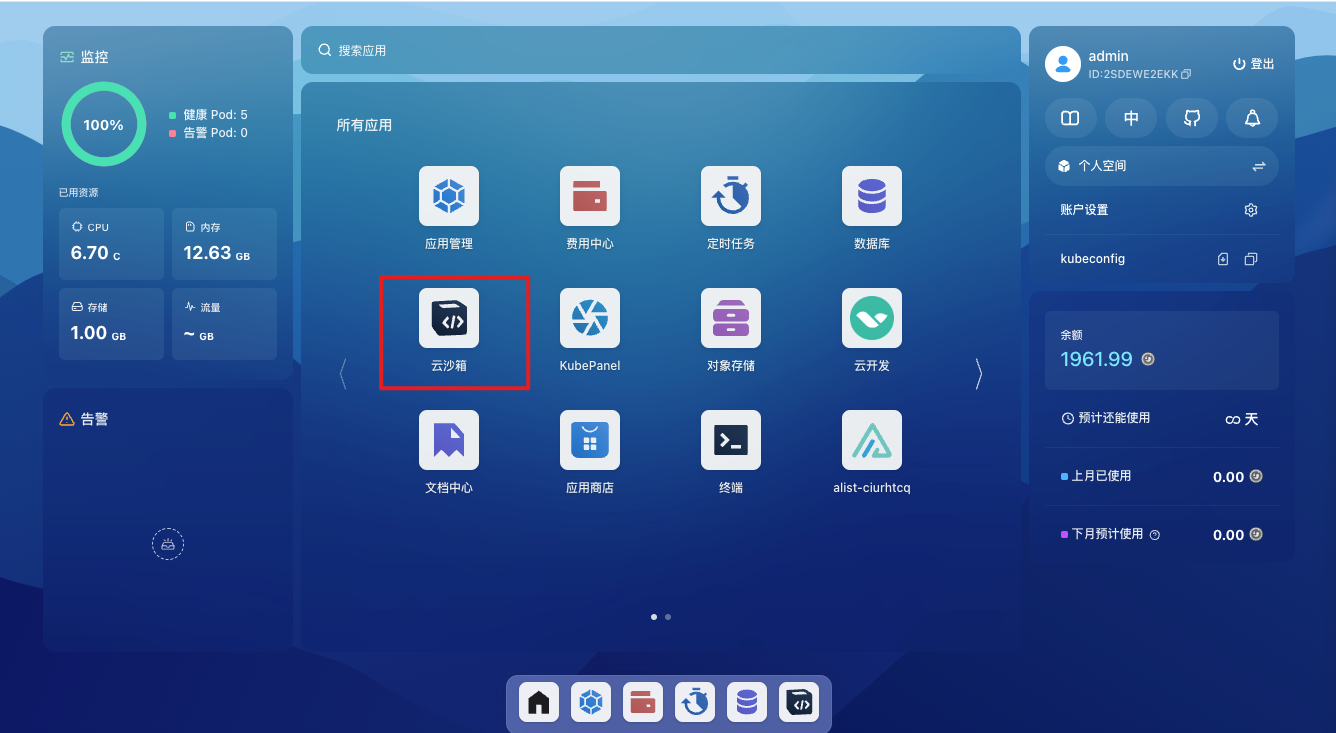 监控
100%
健康 Pod: 5
告警 Pod: 0
已用资源
CPU
6.70 C
内存
12.63 GB
存储
1.00 GB
流量
~ GB
告警
搜索应用
所有应用
应用管理
费用中心
定时任务
数据库
云沙箱
KubePanel
对象存储
云开发
文档中心
应用商店
终端
alist-ciurhtcq
admin
ID:2SDEWE2EKK
登出
中
个人空间
账户设置
kubeconfig
余额
1961.99
预计还能使用
∞ 天
上月已使用
0.00
下月预计使用
0.00